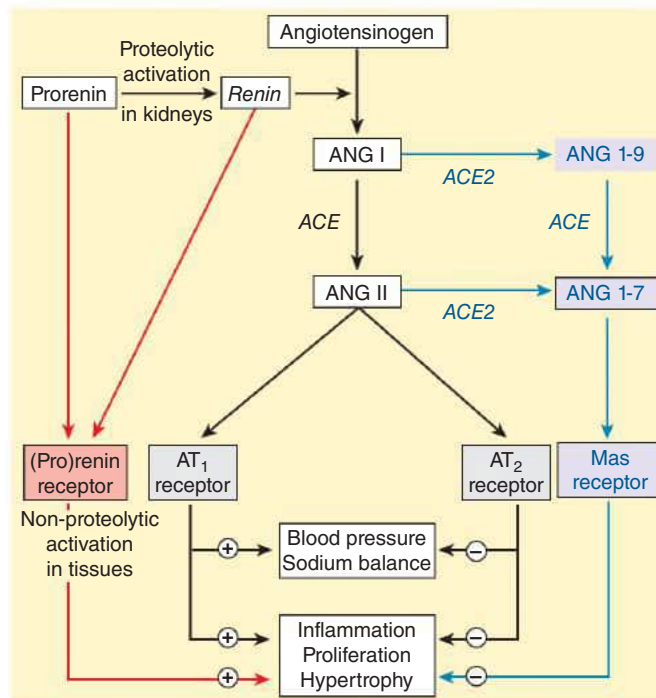 Angiotensinogen
Proteolytic
activation
in kidneys
Prorenin
Renin
ANG I
ACE2
ANG 1-9
ACE
ACE
ANG II
ACE2
ANG 1-7
(Pro)renin
receptor
AT1
receptor
AT2
receptor
Mas
receptor
Non-proteolytic
activation
in tissues
+
Blood pressure
Sodium balance
–
+
Inflammation
Proliferation
Hypertrophy
–
+
–